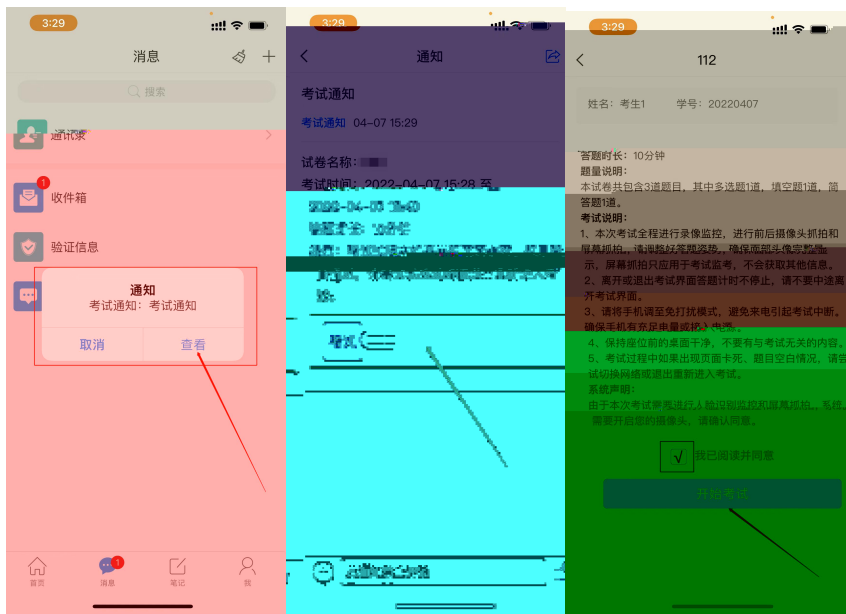 3:29
消息
搜索
通讯录
1
收件箱
验证信息
通知
考试通知：考试通知
取消
查看
首页
1
消息
笔记
我
3:29
通知
考试通知
考试通知 04-07 15:29
试卷名称：
考试时间：2022-04-07 15:28 至
2022-04-07
3:29
112
姓名：考生1 学号：20220407
答题时长：10分钟
题量说明：
本试卷共包含3道题目，其中多选题1道，填空题1道，简
答题1道。
考试说明：
1、本次考试全程进行录像监控，进行前后摄像头抓拍和
屏幕抓拍，请调整好答题姿势，确保面部头像完整显
示，屏幕抓拍只应用于考试监考，不会获取其他信息。
2、离开或退出考试界面答题计时不停止，请不要中途离
开考试界面。
3、请将手机调至免打扰模式，避免来电引起考试中断。
确保手机有充足电量或插入电源。
4、保持座位前的桌面干净，不要有与考试无关的内容。
5、考试过程中如果出现页面卡死、题目空白情况，请尝
试切换网络或退出重新进入考试。
系统声明：
由于本次考试需要进行人脸识别监控和屏幕抓拍，系统
需要开启您的摄像头，请确认同意。
√ 我已阅读并同意
开始考试